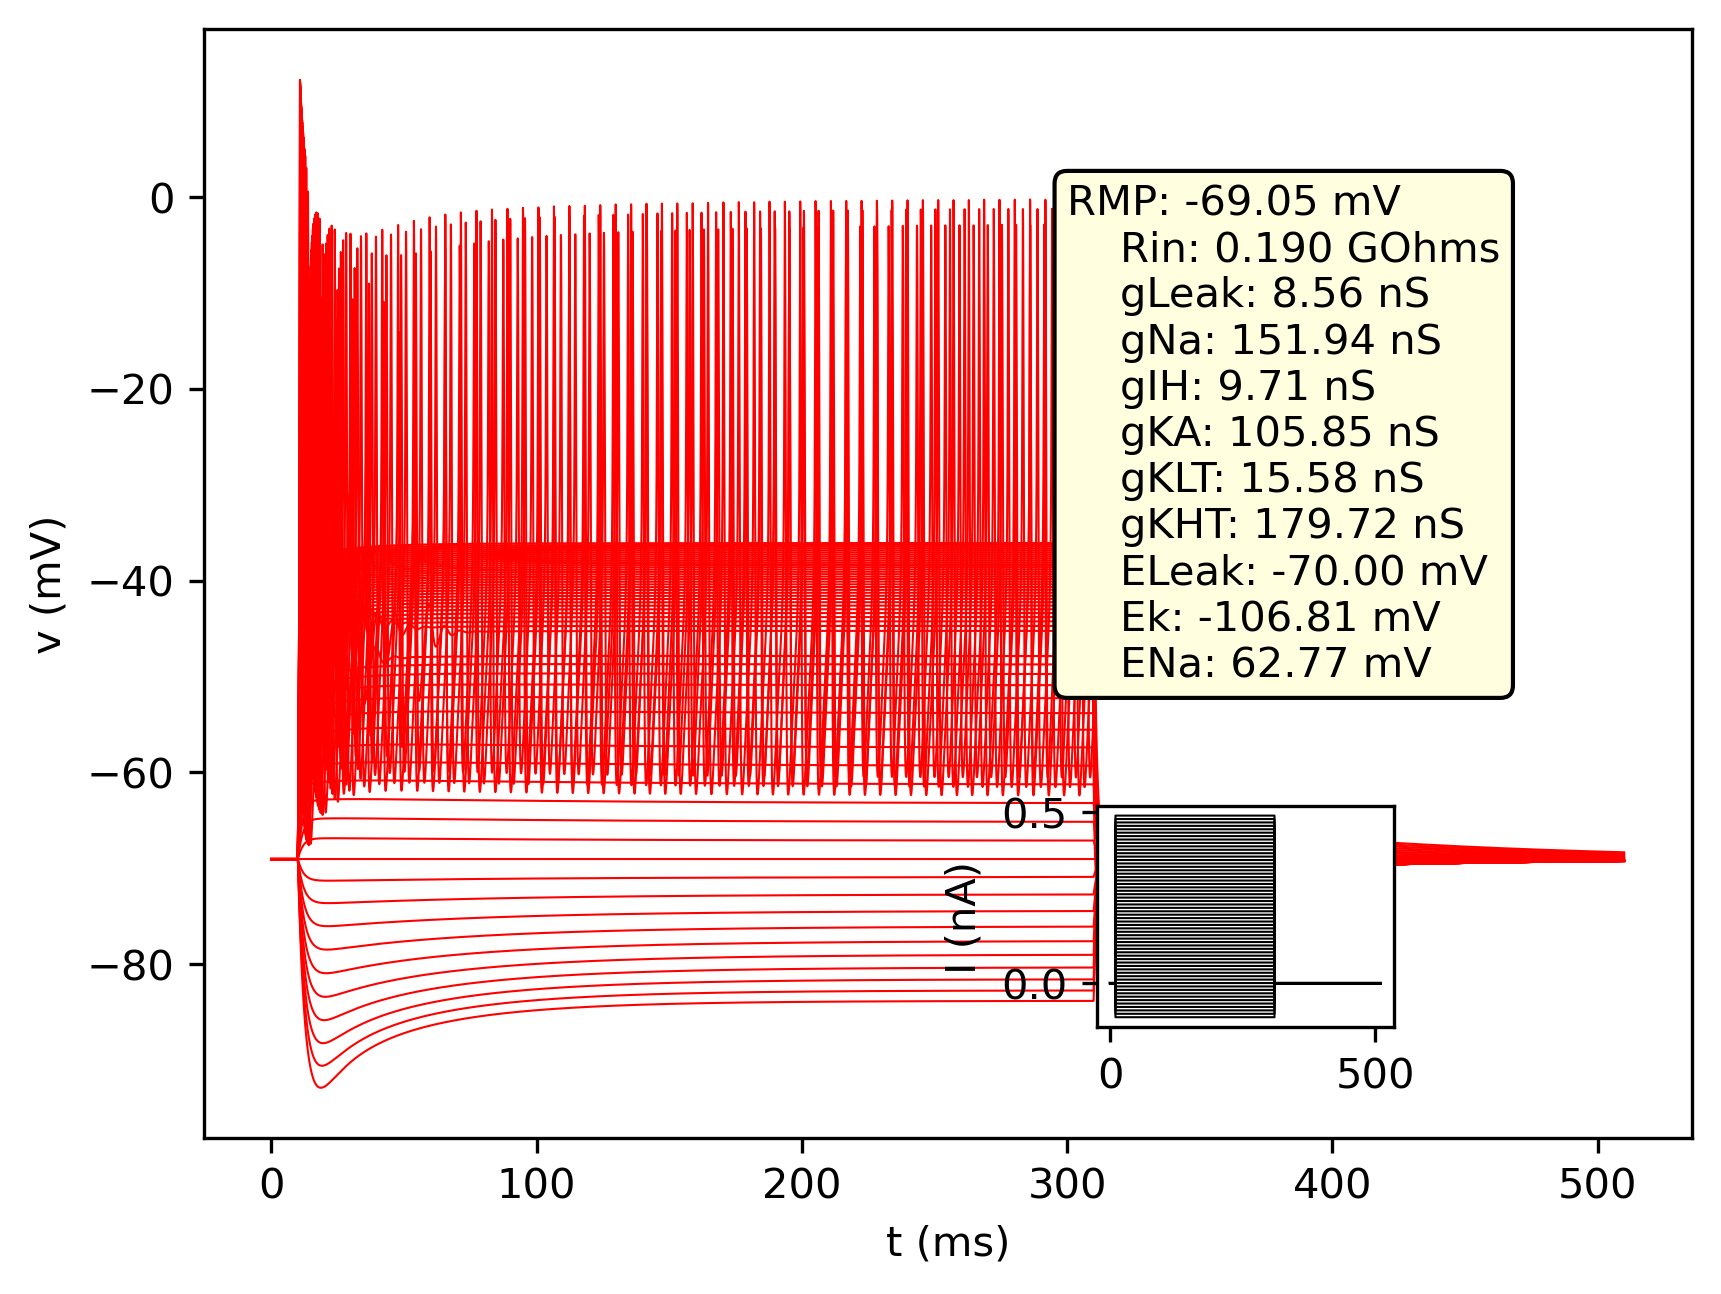 0
−20
−40
−60
−80
v (mV)
0
100
200
300
400
500
t (ms)
RMP: -69.05 mV
Rin: 0.190 GOhms
gLeak: 8.56 nS
gNa: 151.94 nS
gIH: 9.71 nS
gKA: 105.85 nS
gKLT: 15.58 nS
gKHT: 179.72 nS
ELeak: -70.00 mV
Ek: -106.81 mV
ENa: 62.77 mV
0.5
0.0
I (nA)
0
500